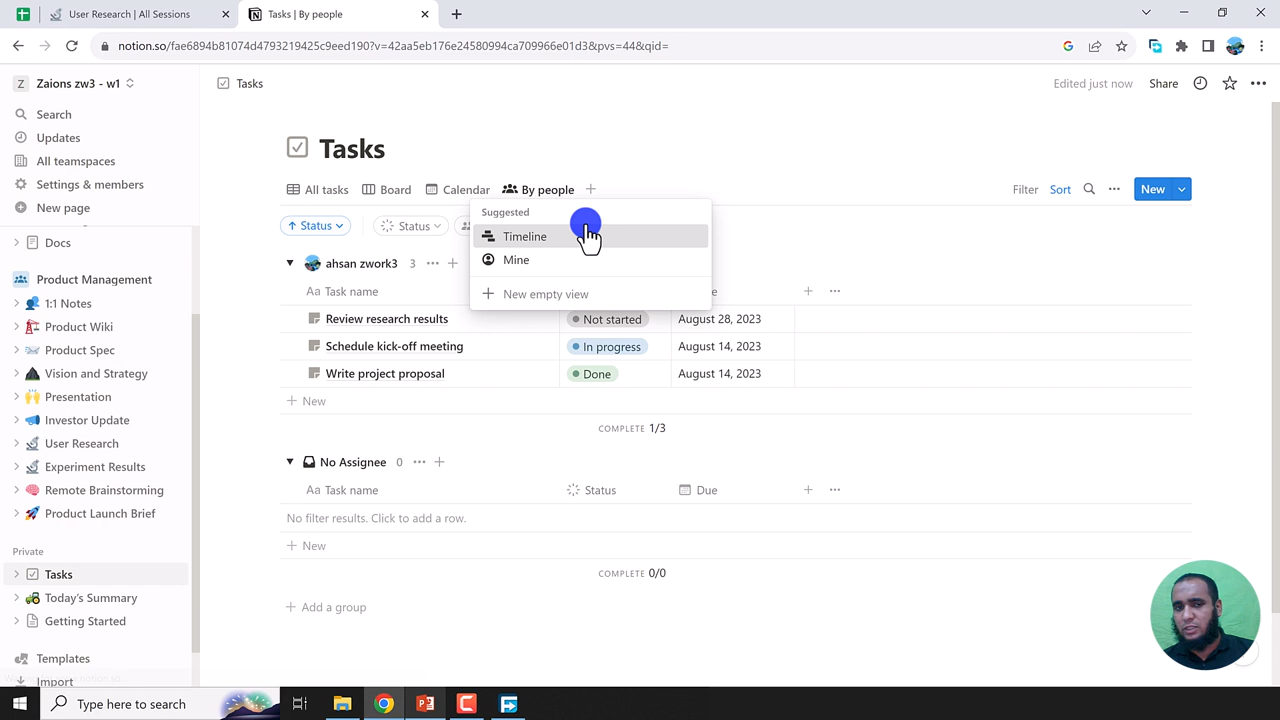 User Research | All Sessions
Tasks | By people
notion.so/fae6894b81074d4793219425c9eed190?v=42aa5eb176e24580994ca709966e01d3&pvs=44&qid=
Z Zaions zw3 - w1
Tasks
Edited just now
Share
Search
Updates
All teamspaces
Settings & members
New page
Docs
Product Management
1:1 Notes
Product Wiki
Product Spec
Vision and Strategy
Presentation
Investor Update
User Research
Experiment Results
Remote Brainstorming
Product Launch Brief
Private
Tasks
Today's Summary
Getting Started
Templates
Import
Tasks
All tasks
Board
Calendar
By people
Filter
Sort
New
Status
Status
Suggested
Timeline
Mine
New empty view
ahsan zwork3 3
Aa Task name
Review research results Not started August 28, 2023
Schedule kick-off meeting In progress August 14, 2023
Write project proposal Done August 14, 2023
New
COMPLETE 1/3
No Assignee 0
Aa Task name Status Due
No filter results. Click to add a row.
New
COMPLETE 0/0
Add a group
Type here to search